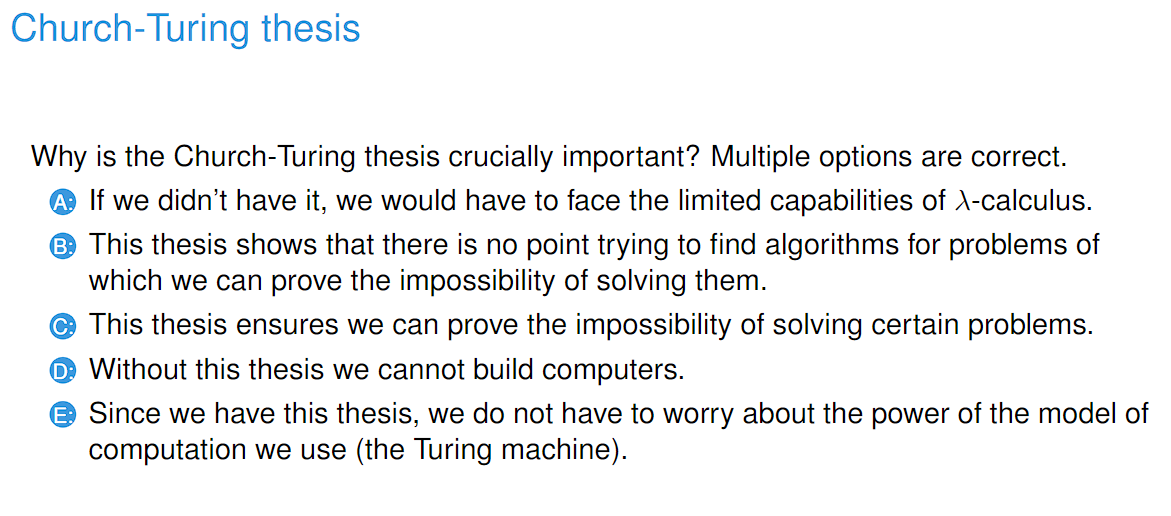 Church-Turing thesis
Why is the Church-Turing thesis crucially important? Multiple options are correct.
A: If we didn't have it, we would have to face the limited capabilities of λ-calculus.
B: This thesis shows that there is no point trying to find algorithms for problems of
which we can prove the impossibility of solving them.
C: This thesis ensures we can prove the impossibility of solving certain problems.
D: Without this thesis we cannot build computers.
E: Since we have this thesis, we do not have to worry about the power of the model of
computation we use (the Turing machine).